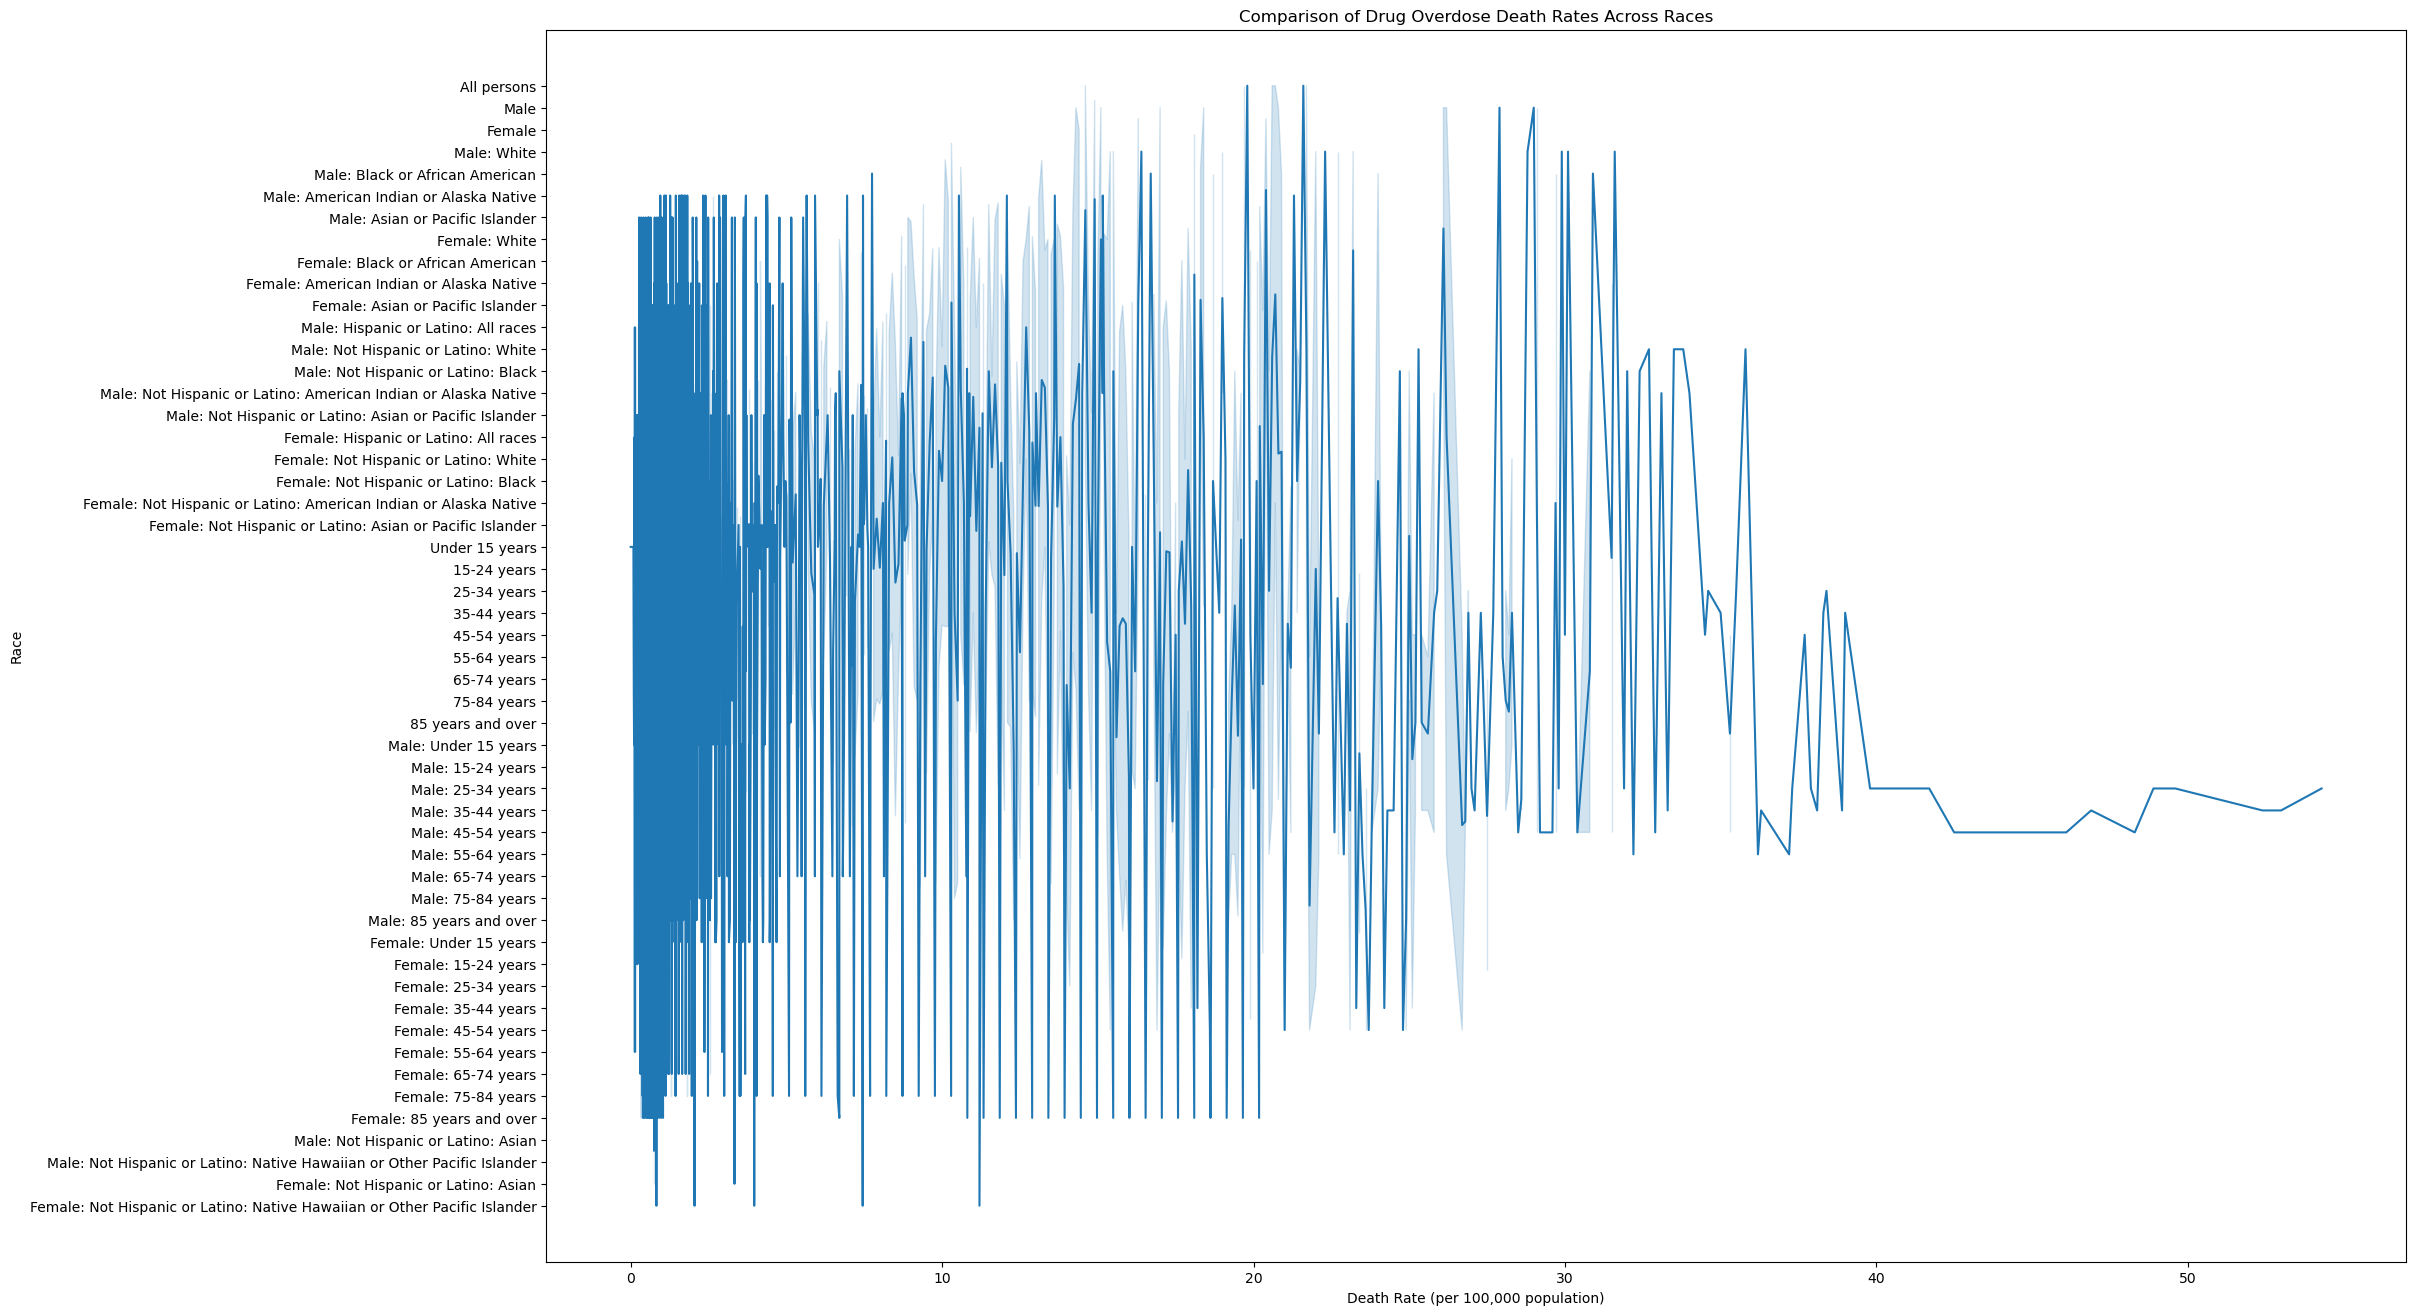 Comparison of Drug Overdose Death Rates Across Races
All persons
Male
Female
Male: White
Male: Black or African American
Male: American Indian or Alaska Native
Male: Asian or Pacific Islander
Female: White
Female: Black or African American
Female: American Indian or Alaska Native
Female: Asian or Pacific Islander
Male: Hispanic or Latino: All races
Male: Not Hispanic or Latino: White
Male: Not Hispanic or Latino: Black
Male: Not Hispanic or Latino: American Indian or Alaska Native
Male: Not Hispanic or Latino: Asian or Pacific Islander
Female: Hispanic or Latino: All races
Female: Not Hispanic or Latino: White
Female: Not Hispanic or Latino: Black
Female: Not Hispanic or Latino: American Indian or Alaska Native
Female: Not Hispanic or Latino: Asian or Pacific Islander
Under 15 years
15-24 years
25-34 years
35-44 years
45-54 years
55-64 years
65-74 years
75-84 years
85 years and over
Male: Under 15 years
Male: 15-24 years
Male: 25-34 years
Male: 35-44 years
Male: 45-54 years
Male: 55-64 years
Male: 65-74 years
Male: 75-84 years
Male: 85 years and over
Female: Under 15 years
Female: 15-24 years
Female: 25-34 years
Female: 35-44 years
Female: 45-54 years
Female: 55-64 years
Female: 65-74 years
Female: 75-84 years
Female: 85 years and over
Male: Not Hispanic or Latino: Asian
Male: Not Hispanic or Latino: Native Hawaiian or Other Pacific Islander
Female: Not Hispanic or Latino: Asian
Female: Not Hispanic or Latino: Native Hawaiian or Other Pacific Islander
Race
0 10 20 30 40 50
Death Rate (per 100,000 population)